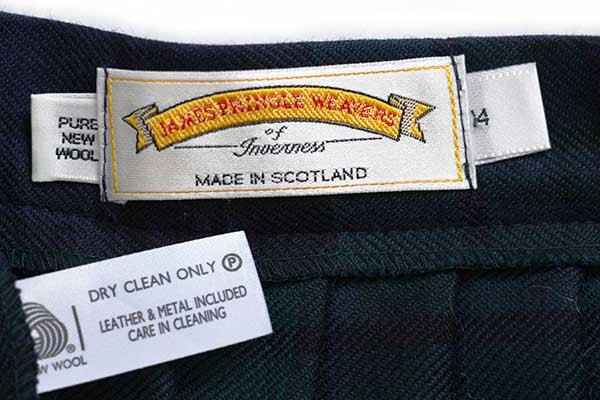 PURE
NEW
WOOL
JAMES PRINGLE WEAVERS
of
Inverness
MADE IN SCOTLAND
14
DRY CLEAN ONLY Ⓟ
LEATHER & METAL INCLUDED
CARE IN CLEANING
®
WOOL